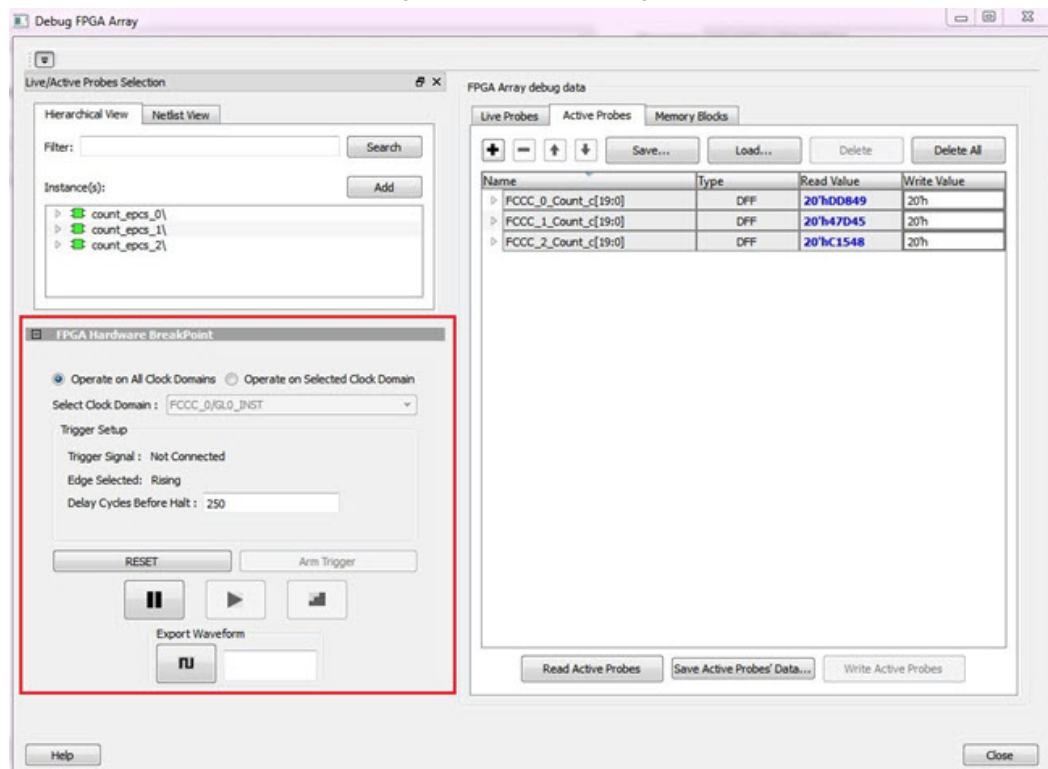 Debug FPGA Array
Live/Active Probes Selection
Hierarchical View Netlist View
Filter: Search
Instance(s): Add
count_epcs_0\
count_epcs_1\
count_epcs_2\
FPGA Hardware BreakPoint
Operate on All Clock Domains Operate on Selected Clock Domain
Select Clock Domain : FCCC_0/GL0_INST
Trigger Setup
Trigger Signal : Not Connected
Edge Selected: Rising
Delay Cycles Before Halt : 250
RESET Arm Trigger
Export Waveform
FPGA Array debug data
Live Probes Active Probes Memory Blocks
Save... Load... Delete Delete All
Name Type Read Value Write Value
FCCC_0_Count_c[19:0] DFF 20'hDD849 20'h
FCCC_1_Count_c[19:0] DFF 20'h47D45 20'h
FCCC_2_Count_c[19:0] DFF 20'hC1548 20'h
Read Active Probes Save Active Probes' Data... Write Active Probes
Help Close